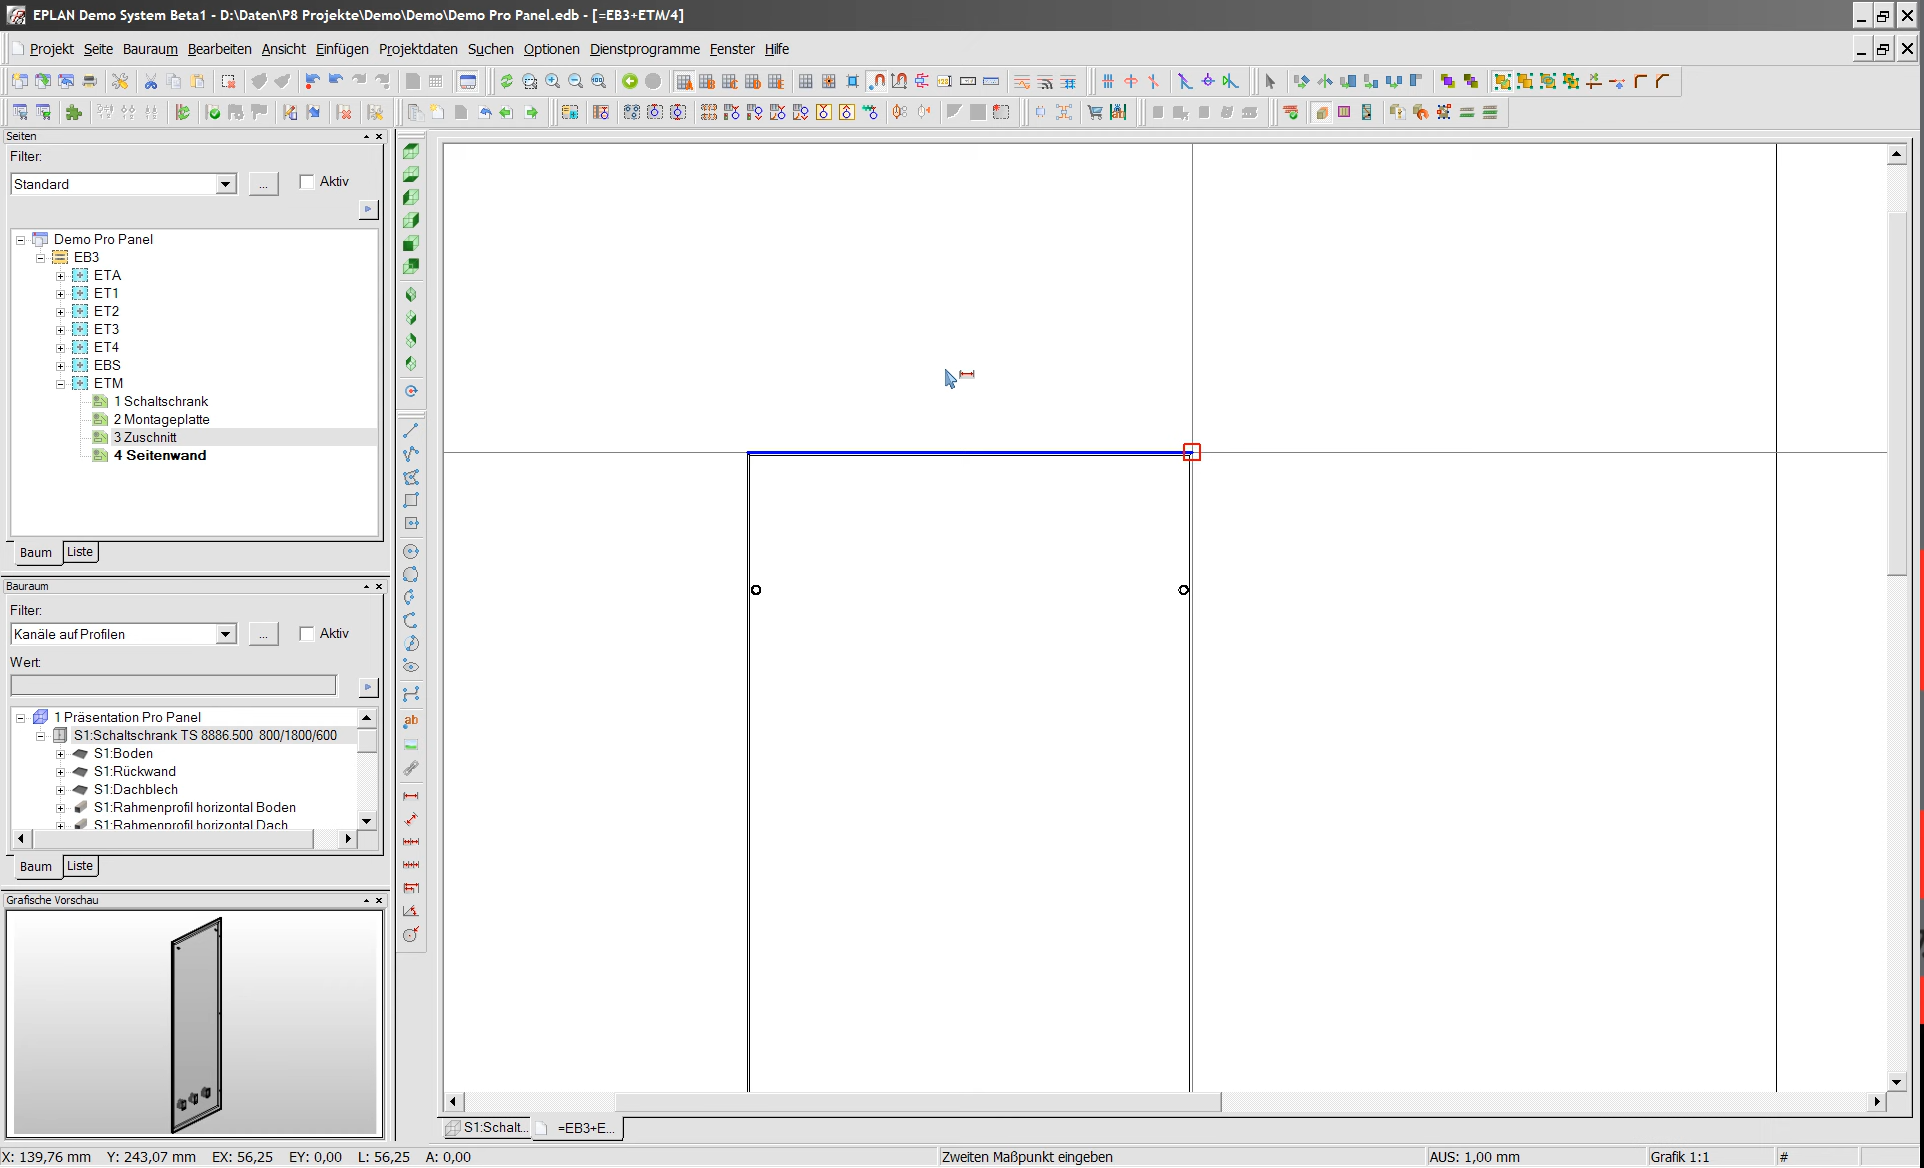 EPLAN Demo System Beta1 - D:\Daten\P8 Projekte\Demo\Demo\Demo Pro Panel.edb - [=EB3+ETM/4]
Projekt Seite Bauraum Bearbeiten Ansicht Einfügen Projektdaten Suchen Optionen Dienstprogramme Fenster Hilfe
Seiten
Filter:
Standard
...
Aktiv
Demo Pro Panel
EB3
ETA
ET1
ET2
ET3
ET4
EBS
ETM
1 Schaltschrank
2 Montageplatte
3 Zuschnitt
4 Seitenwand
Baum Liste
Bauraum
Filter:
Kanäle auf Profilen
...
Aktiv
Wert:
1 Präsentation Pro Panel
S1:Schaltschrank TS 8886.500 800/1800/600
S1:Boden
S1:Rückwand
S1:Dachblech
S1:Rahmenprofil horizontal Boden
S1:Rahmenprofil horizontal Dach
Baum Liste
Grafische Vorschau
ab
S1:Schalt... =EB3+E...
X: 139,76 mm Y: 243,07 mm EX: 56,25 EY: 0,00 L: 56,25 A: 0,00 Zweiten Maßpunkt eingeben AUS: 1,00 mm Grafik 1:1 #